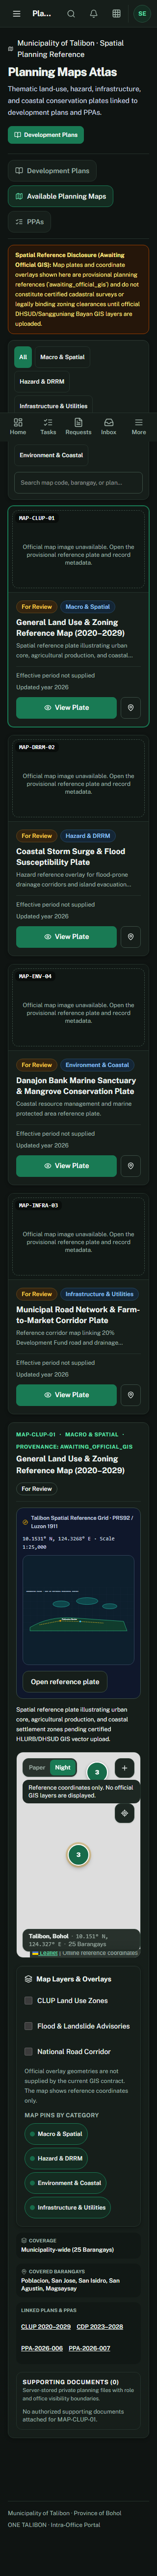 Pla...
SE
Municipality of Talibon · Spatial
Planning Reference
Planning Maps Atlas
Thematic land-use, hazard, infrastructure,
and coastal conservation plates linked to
development plans and PPAs.
Development Plans
Development Plans
Available Planning Maps
PPAs
Spatial Reference Disclosure (Awaiting
Official GIS): Map plates and coordinate
overlays shown here are provisional planning
references (`awaiting_official_gis`) and do not
constitute certified cadastral surveys or
legally binding zoning clearances until official
DHSUD/Sanggunian Bayan GIS layers are
uploaded.
All
Macro & Spatial
Hazard & DRRM
Infrastructure & Utilities
Home
Tasks
Requests
Inbox
More
Environment & Coastal
Search map code, barangay, or plan...
MAP-CLUP-01
Official map image unavailable. Open the
provisional reference plate and record
metadata.
For Review
Macro & Spatial
General Land Use & Zoning
Reference Map (2020–2029)
Spatial reference plate illustrating urban
core, agricultural production, and coastal...
Effective period not supplied
Updated year 2026
View Plate
MAP-DRRM-02
Official map image unavailable. Open the
provisional reference plate and record
metadata.
For Review
Hazard & DRRM
Coastal Storm Surge & Flood
Susceptibility Plate
Hazard reference overlay for flood-prone
drainage corridors and island evacuation...
Effective period not supplied
Updated year 2026
View Plate
MAP-ENV-04
Official map image unavailable. Open the
provisional reference plate and record
metadata.
For Review
Environment & Coastal
Danajon Bank Marine Sanctuary
& Mangrove Conservation Plate
Coastal resource management and marine
protected area reference plate.
Effective period not supplied
Updated year 2026
View Plate
MAP-INFRA-03
Official map image unavailable. Open the
provisional reference plate and record
metadata.
For Review
Infrastructure & Utilities
Municipal Road Network & Farm-
to-Market Corridor Plate
Reference corridor map linking 20%
Development Fund road and drainage...
Effective period not supplied
Updated year 2026
View Plate
MAP-CLUP-01 · MACRO & SPATIAL ·
PROVENANCE: AWAITING_OFFICIAL_GIS
General Land Use & Zoning
Reference Map (2020–2029)
For Review
Talibon Spatial Reference Grid · PRS92 /
Luzon 1911
10.1531° N, 124.3268° E · Scale
1:25,000
Open reference plate
Spatial reference plate illustrating urban
core, agricultural production, and coastal
settlement zones pending certified
HLURB/DHSUD GIS vector upload.
Paper
Night
3
+
Reference coordinates only. No official
GIS layers are displayed.
3
Talibon, Bohol · 10.151° N,
124.327° E · 25 Barangays
Leaflet | Offline reference coordinates
Map Layers & Overlays
CLUP Land Use Zones
Flood & Landslide Advisories
National Road Corridor
Official overlay geometries are not
supplied by the current GIS contract.
The map shows reference coordinates
only.
MAP PINS BY CATEGORY
Macro & Spatial
Hazard & DRRM
Environment & Coastal
Infrastructure & Utilities
COVERAGE
Municipality-wide (25 Barangays)
COVERED BARANGAYS
Poblacion, San Jose, San Isidro, San
Agustin, Magsaysay
LINKED PLANS & PPAS
CLUP 2020–2029
CDP 2023–2028
PPA-2026-006
PPA-2026-007
SUPPORTING DOCUMENTS (0)
Server-stored private planning files with role
and office visibility boundaries.
No authorized supporting documents
attached for MAP-CLUP-01.
Municipality of Talibon · Province of Bohol
ONE TALIBON · Intra-Office Portal